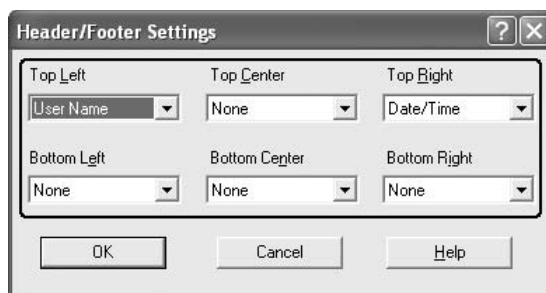 Header/Footer Settings
Top Left Top Center Top Right
User Name None Date/Time
Bottom Left Bottom Center Bottom Right
None None None
OK Cancel Help